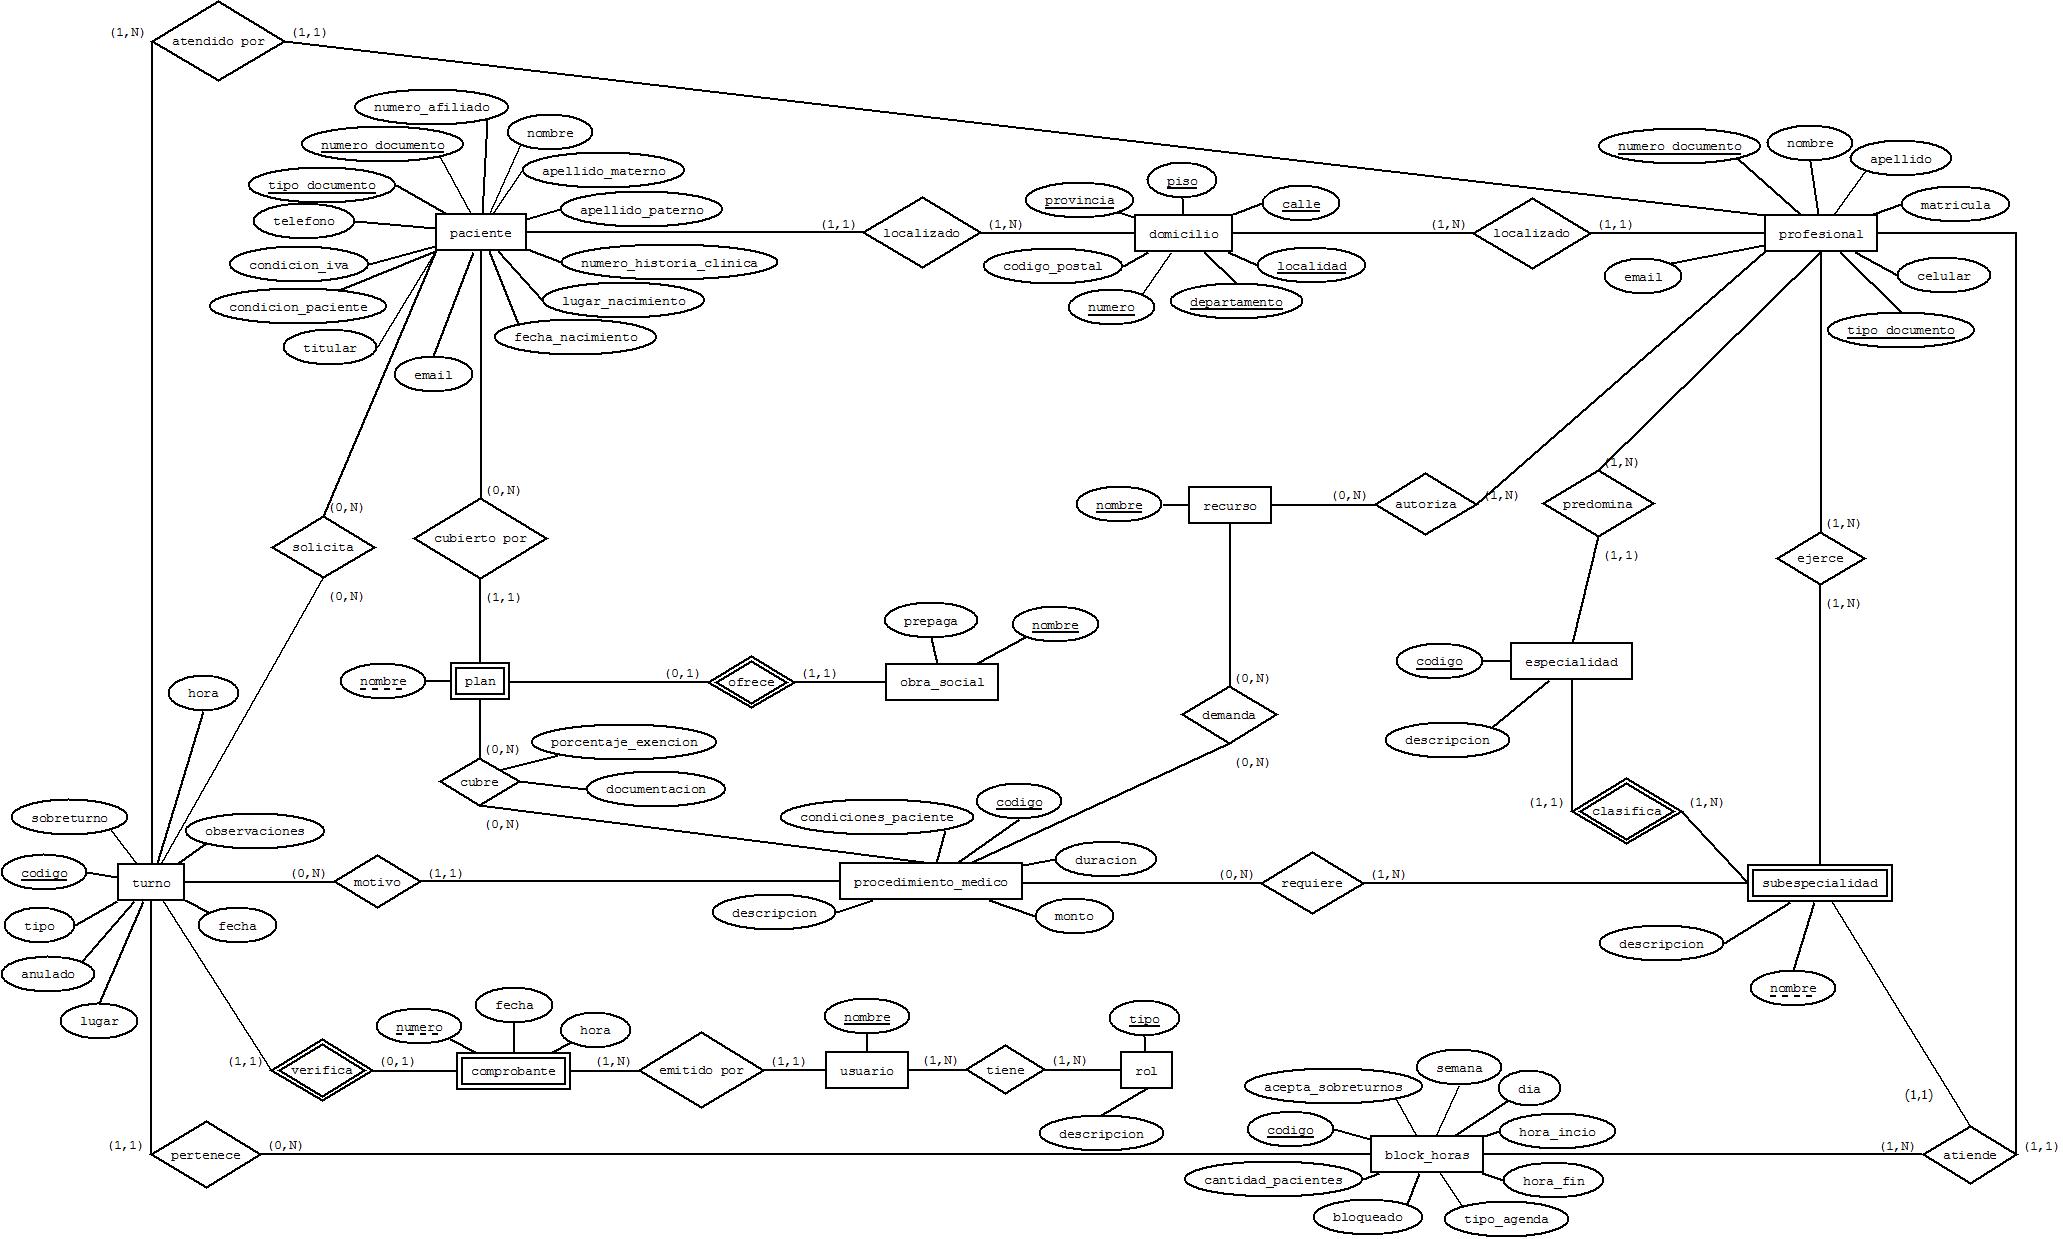 (1,N)
atendido por
(1,1)
numero_afiliado
nombre
numero documento
apellido_materno
tipo documento
apellido_paterno
telefono
paciente
condicion_iva
numero_historia_clinica
condicion_paciente
lugar_nacimiento
titular
fecha_nacimiento
email
(1,1)
localizado
(1,N)
piso
provincia
calle
domicilio
codigo_postal
localidad
numero
departamento
(1,N)
localizado
(1,1)
numero documento
nombre
apellido
matricula
profesional
email
celular
tipo documento
(0,N)
solicita
(0,N)
(0,N)
cubierto por
(1,1)
nombre
recurso
(0,N)
autoriza
(1,N)
(1,N)
predomina
(1,1)
(1,N)
ejerce
(1,N)
nombre
plan
(0,1)
ofrece
(1,1)
prepaga
nombre
obra_social
(0,N)
demanda
(0,N)
codigo
especialidad
descripcion
(1,1)
clasifica
(1,N)
(0,N)
porcentaje_exencion
cubre
documentacion
(0,N)
hora
sobreturno
observaciones
codigo
turno
tipo
fecha
anulado
lugar
(0,N)
motivo
(1,1)
condiciones_paciente
codigo
duracion
procedimiento_medico
descripcion
monto
(0,N)
requiere
(1,N)
subespecialidad
descripcion
nombre
(1,1)
verifica
(0,1)
numero
fecha
hora
comprobante
(1,N)
emitido por
(1,1)
nombre
usuario
(1,N)
tiene
(1,N)
tipo
rol
descripcion
(1,1)
pertenece
(0,N)
acepta_sobreturnos
semana
dia
codigo
hora_incio
block_horas
cantidad_pacientes
hora_fin
bloqueado
tipo_agenda
(1,1)
(1,N)
atiende
(1,1)